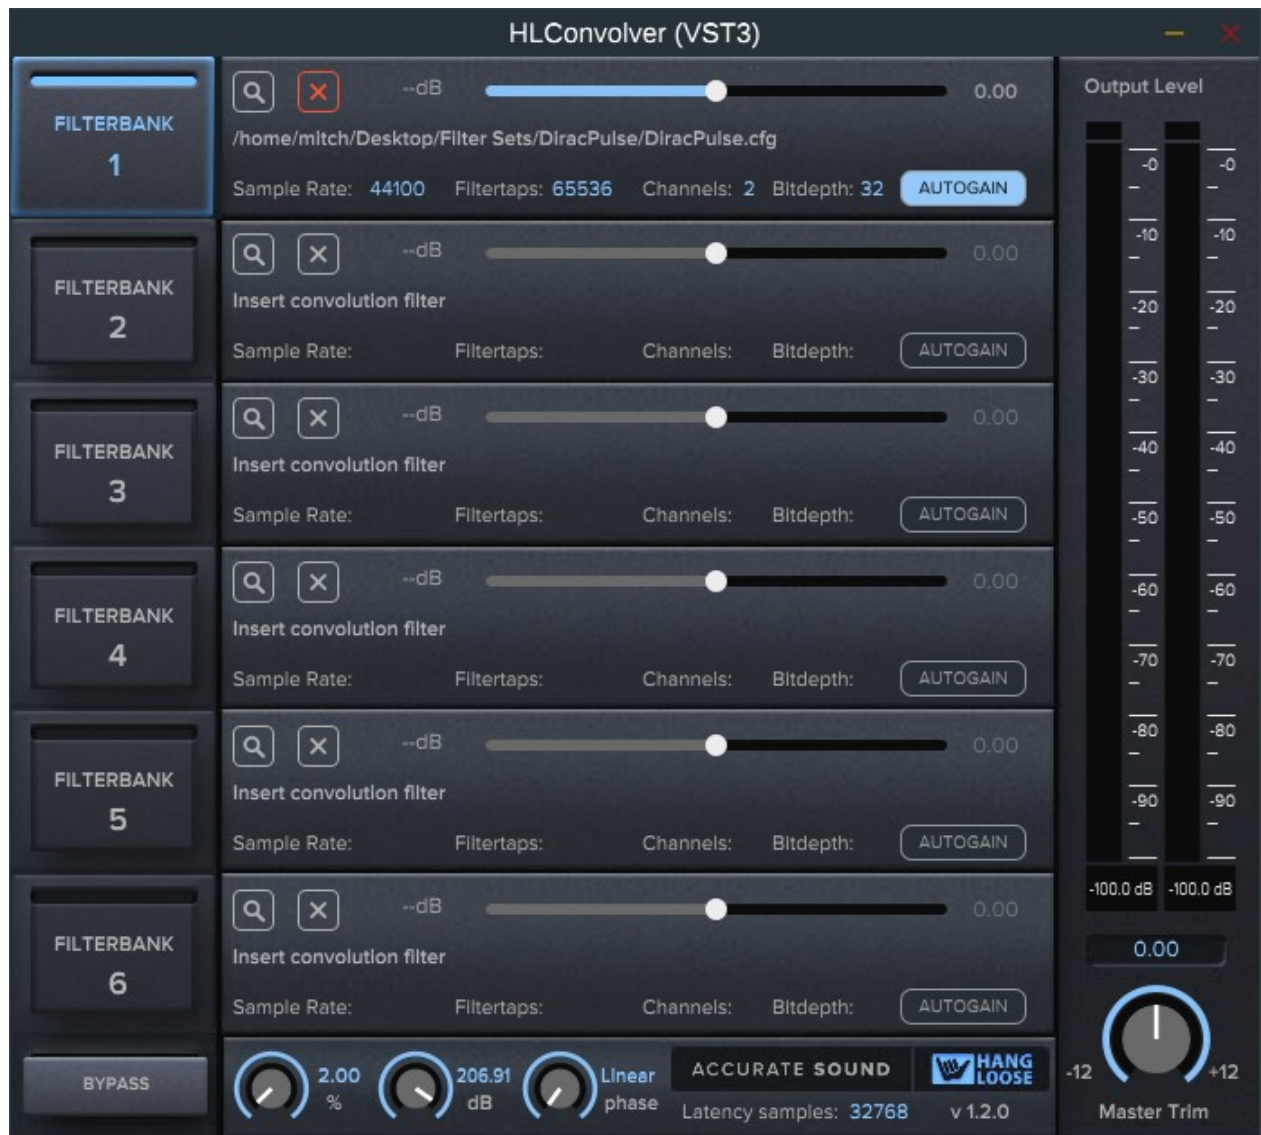 HLConvolver (VST3)
FILTERBANK
1
--dB
0.00
/home/mitch/Desktop/Filter Sets/DiracPulse/DiracPulse.cfg
Sample Rate: 44100 Filtertaps: 65536 Channels: 2 Bitdepth: 32 AUTOGAIN
FILTERBANK
2
--dB
0.00
Insert convolution filter
Sample Rate: Filtertaps: Channels: Bitdepth: AUTOGAIN
FILTERBANK
3
--dB
0.00
Insert convolution filter
Sample Rate: Filtertaps: Channels: Bitdepth: AUTOGAIN
FILTERBANK
4
--dB
0.00
Insert convolution filter
Sample Rate: Filtertaps: Channels: Bitdepth: AUTOGAIN
FILTERBANK
5
--dB
0.00
Insert convolution filter
Sample Rate: Filtertaps: Channels: Bitdepth: AUTOGAIN
FILTERBANK
6
--dB
0.00
Insert convolution filter
Sample Rate: Filtertaps: Channels: Bitdepth: AUTOGAIN
BYPASS
2.00
%
206.91
dB
Linear
phase
ACCURATE SOUND
HANG
LOOSE
Latency samples: 32768 v 1.2.0
Output Level
-0 -0
-10 -10
-20 -20
-30 -30
-40 -40
-50 -50
-60 -60
-70 -70
-80 -80
-90 -90
-100.0 dB -100.0 dB
0.00
-12 +12
Master Trim